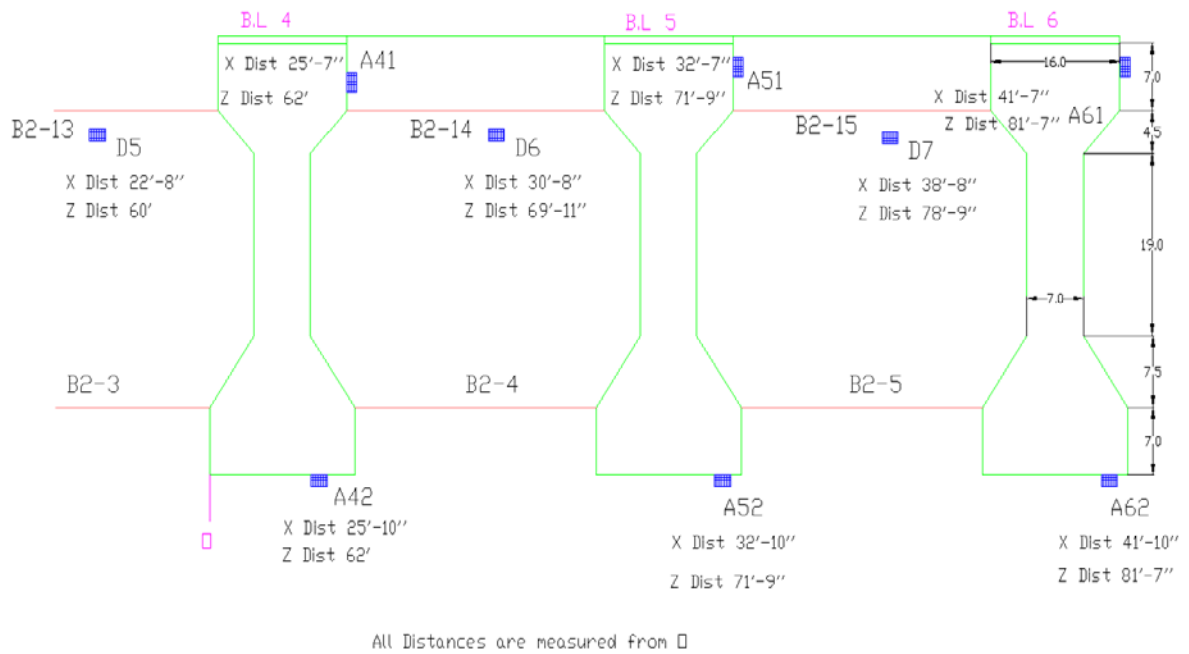 B.L 4
B.L 5
B.L 6
X Dist 25'-7"
A41
Z Dist 62'
X Dist 32'-7"
A51
Z Dist 71'-9"
16.0
7.0
X Dist 41'-7"
A61
Z Dist 81'-7"
4.5
B2-13
D5
X Dist 22'-8"
Z Dist 60'
B2-14
D6
X Dist 30'-8"
Z Dist 69'-11"
B2-15
D7
X Dist 38'-8"
Z Dist 78'-9"
19.0
7.0
7.5
B2-3
B2-4
B2-5
7.0
A42
X Dist 25'-10"
Z Dist 62'
A52
X Dist 32'-10"
Z Dist 71'-9"
A62
X Dist 41'-10"
Z Dist 81'-7"
All Distances are measured from